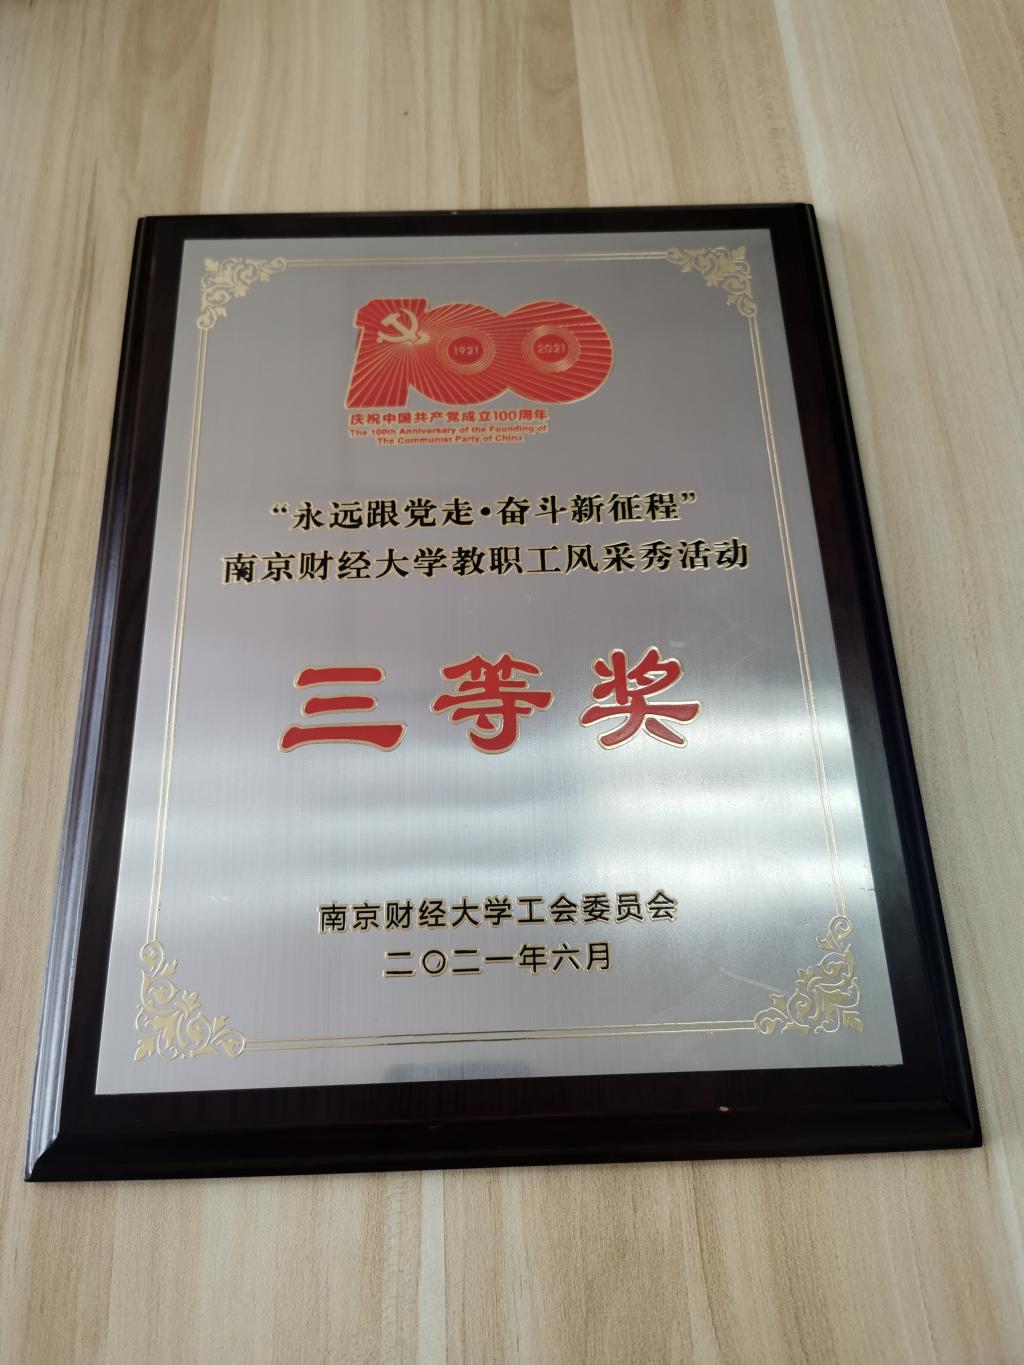 100
1921
2021
庆祝中国共产党成立100周年
The 100th Anniversary of the Founding of
The Communist Party of China
“永远跟党走·奋斗新征程”
南京财经大学教职工风采秀活动
三等奖
南京财经大学工会委员会
二〇二一年六月